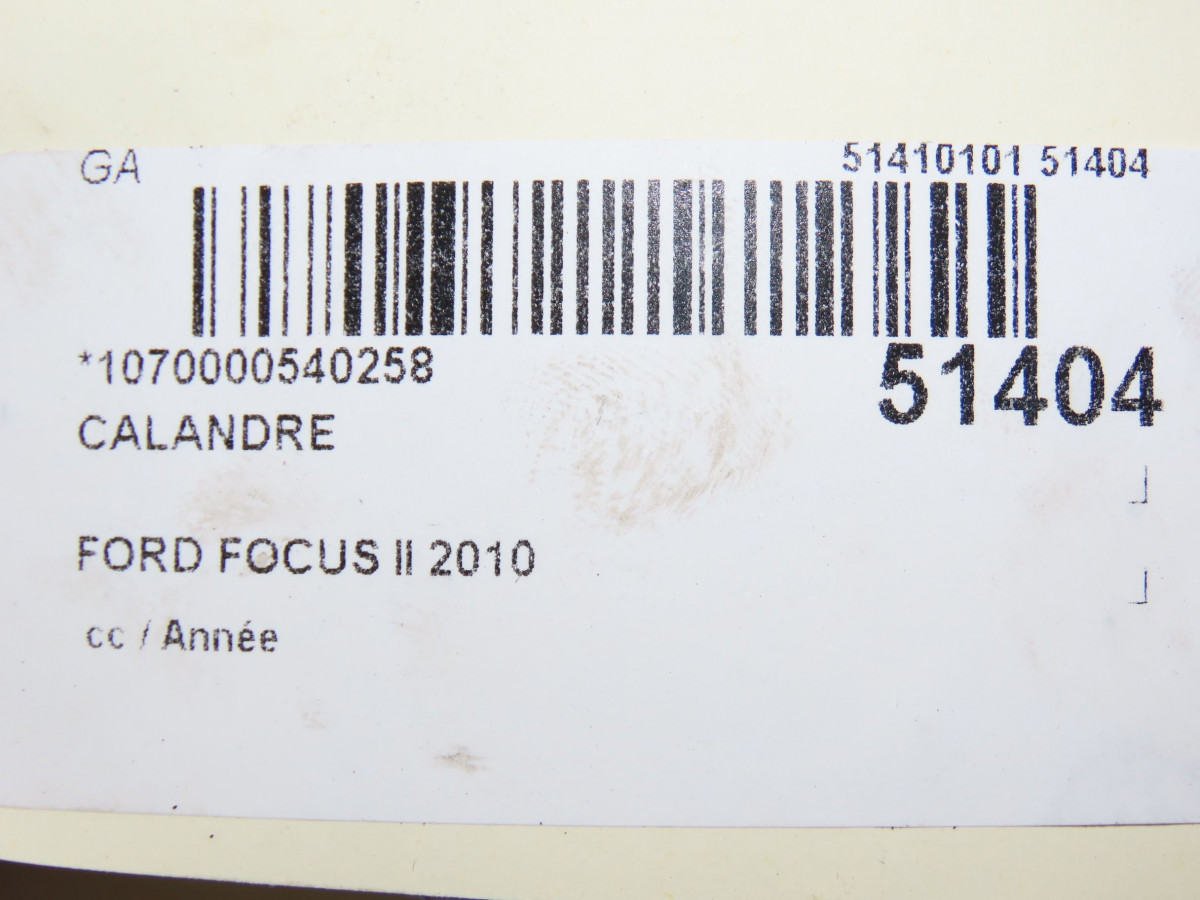 GA
51410101 51404
*1070000540258
51404
CALANDRE
FORD FOCUS II 2010
cc / Année